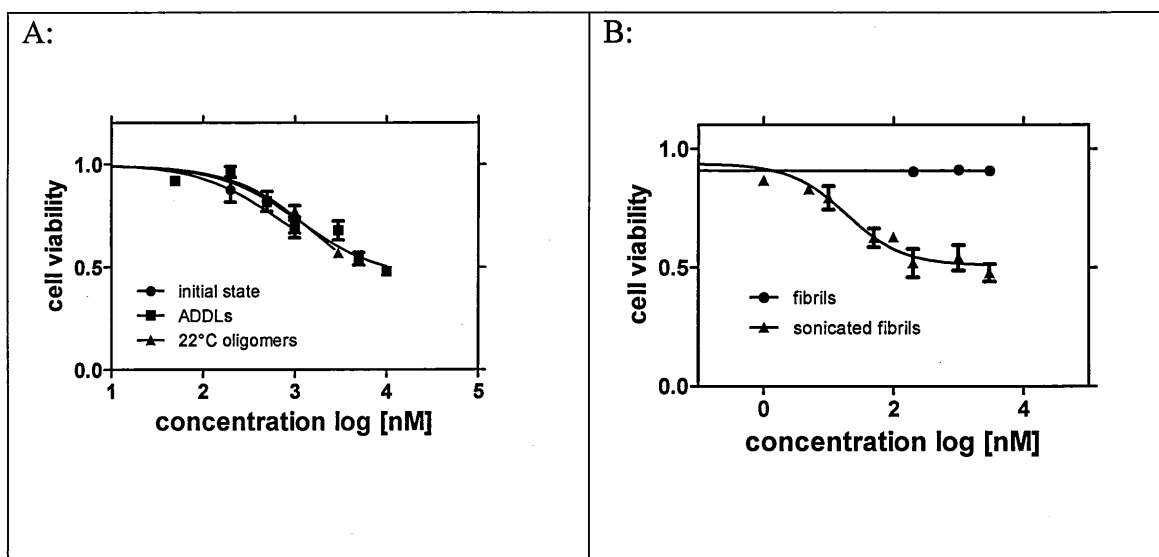 A:
1.0
0.5
0.0
cell viability
initial state
ADDLs
22°C oligomers
1
2
3
4
5
concentration log [nM]
B:
1.0
0.5
0.0
cell viability
fibrils
sonicated fibrils
0
2
4
concentration log [nM]